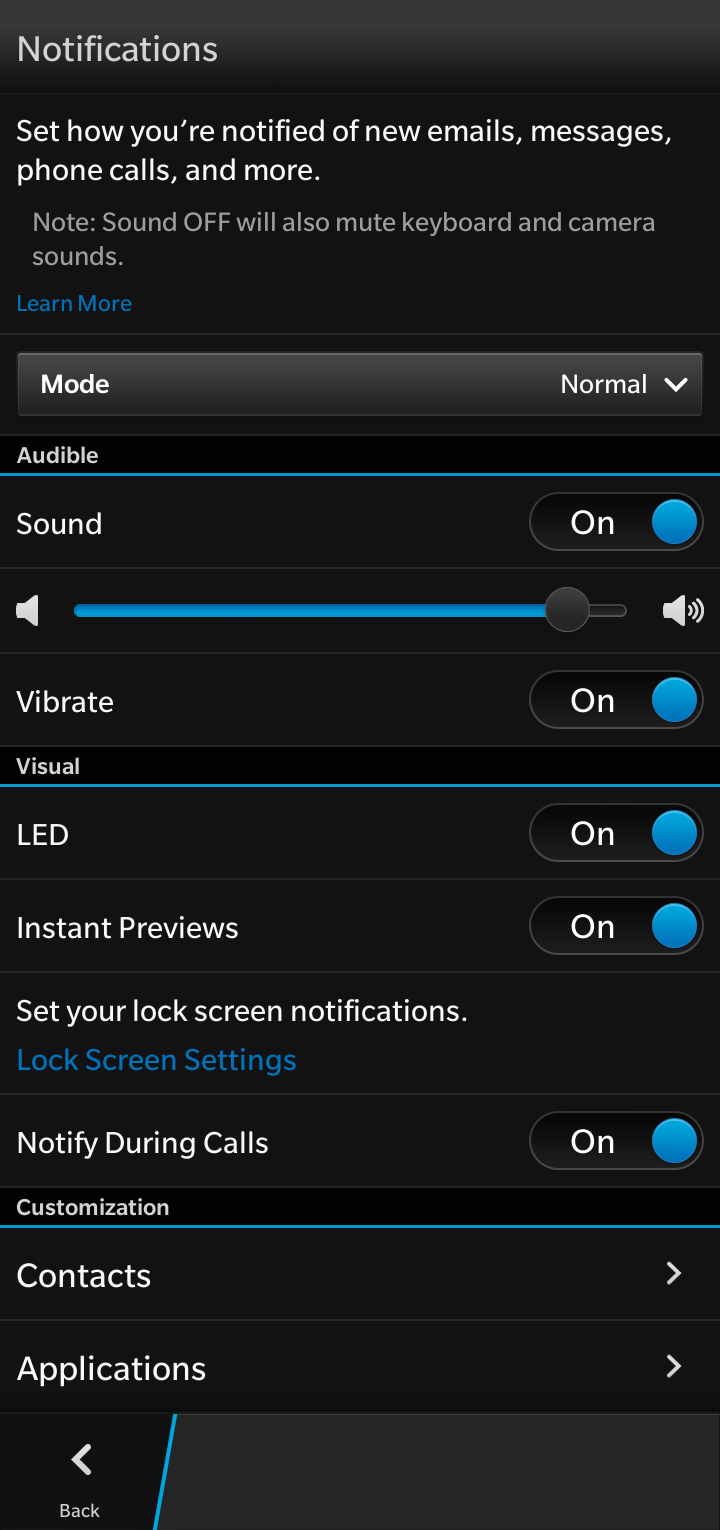 Notifications
Set how you’re notified of new emails, messages,
phone calls, and more.
Note: Sound OFF will also mute keyboard and camera
sounds.
Learn More
Mode Normal
Audible
Sound On
Vibrate On
Visual
LED On
Instant Previews On
Set your lock screen notifications.
Lock Screen Settings
Notify During Calls On
Customization
Contacts
Applications
Back